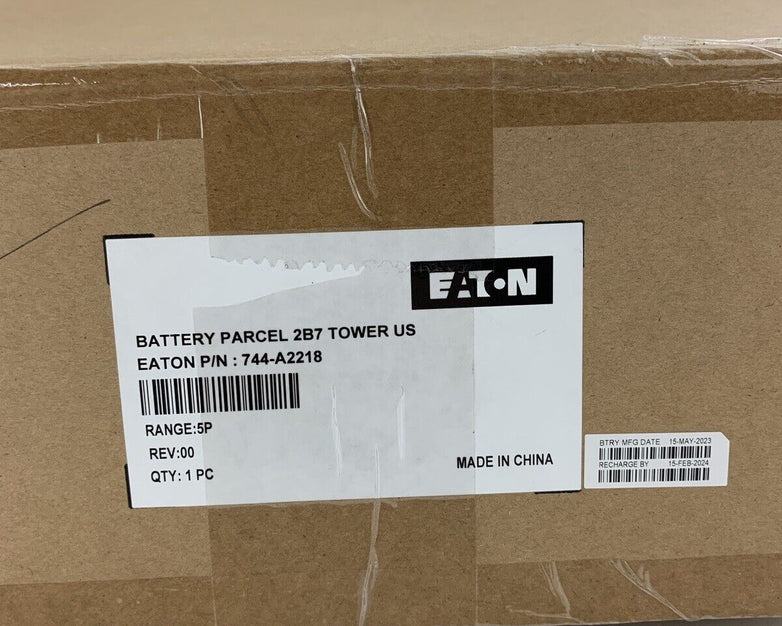 EATON
BATTERY PARCEL 2B7 TOWER US
EATON P/N : 744-A2218
RANGE:5P
REV:00
QTY: 1 PC
MADE IN CHINA
BTRY MFG DATE 15-MAY-2023
RECHARGE BY 15-FEB-2024